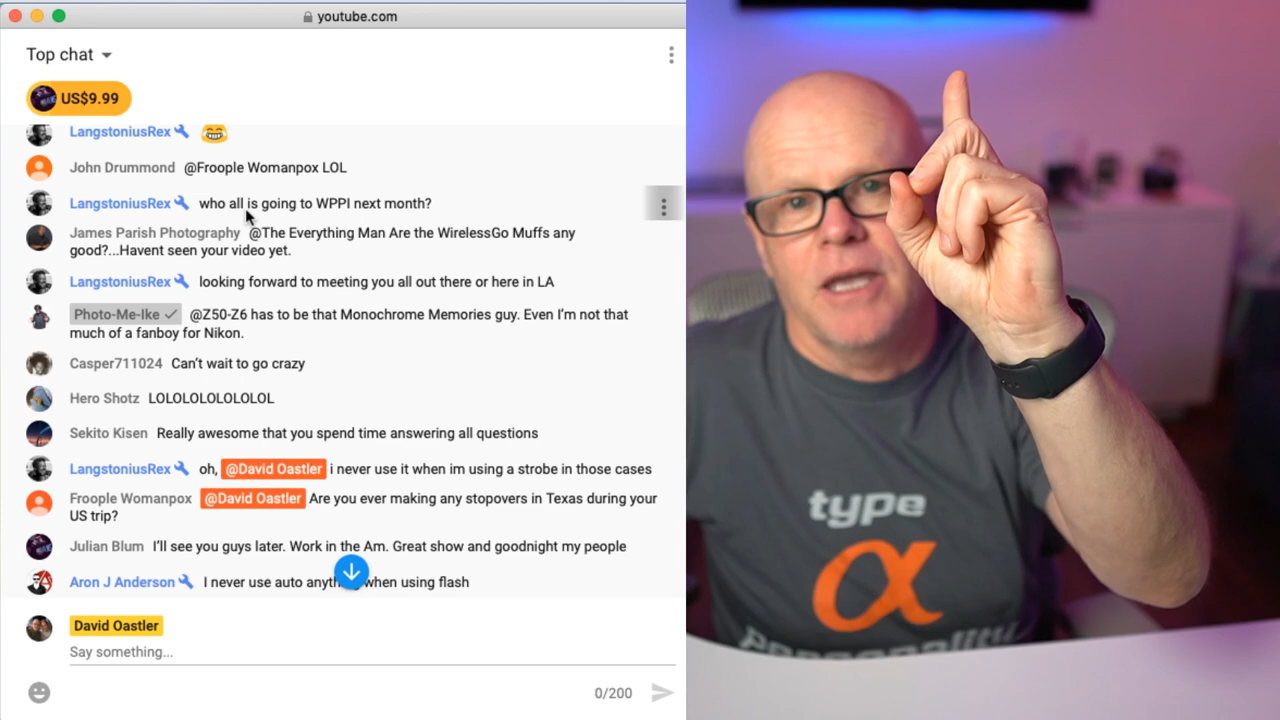 youtube.com
Top chat
US$9.99
LangstoniusRex
John Drummond @Froople Womanpox LOL
LangstoniusRex who all is going to WPPI next month?
James Parish Photography @The Everything Man Are the WirelessGo Muffs any
good?...Havent seen your video yet.
LangstoniusRex looking forward to meeting you all out there or here in LA
Photo-Me-Ike @Z50-Z6 has to be that Monochrome Memories guy. Even I'm not that
much of a fanboy for Nikon.
Casper711024 Can't wait to go crazy
Hero Shotz LOLOLOLOLOLOLOL
Sekito Kisen Really awesome that you spend time answering all questions
LangstoniusRex oh, @David Oastler i never use it when im using a strobe in those cases
Froople Womanpox @David Oastler Are you ever making any stopovers in Texas during your
US trip?
Julian Blum I'll see you guys later. Work in the Am. Great show and goodnight my people
Aron J Anderson I never use auto when using flash
David Oastler
Say something...
0/200
type
α